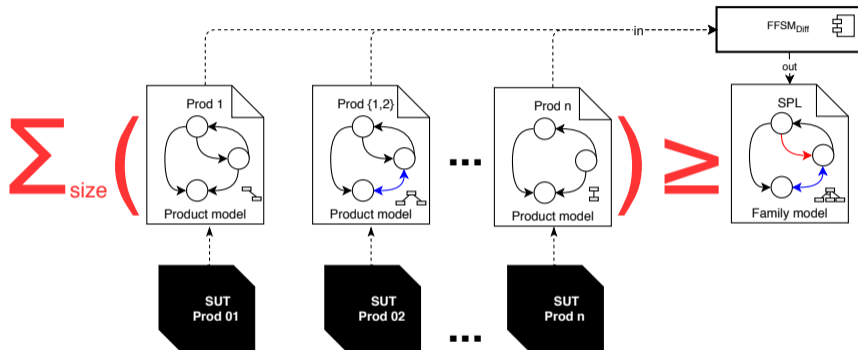 in
FFSM_Diff
out
Prod 1
Prod {1,2}
Prod n
SPL
Σ size ( ... ) ≥
Product model
Product model
Product model
Family model
SUT
Prod 01
SUT
Prod 02
...
SUT
Prod n